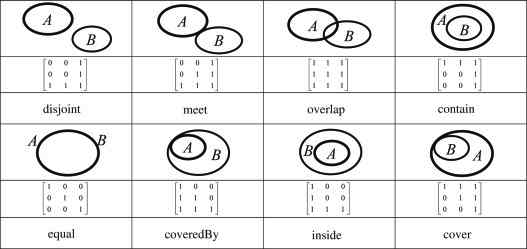 A B A B A B A B
0 0 1 0 0 1 1 1 1 1 1 1
0 0 1 0 1 1 1 1 1 0 0 1
1 1 1 1 1 1 1 1 1 0 0 1
disjoint meet overlap contain
A B A B B A B A
1 0 0 1 0 0 1 0 0 1 1 1
0 1 0 1 1 0 1 0 0 0 1 1
0 0 1 1 1 1 1 1 1 0 0 1
equal coveredBy inside cover